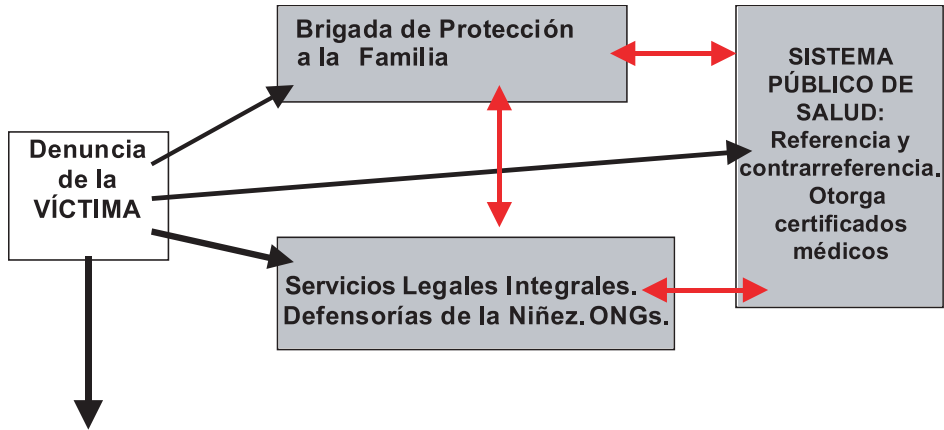 Brigada de Protección
a la Familia
SISTEMA
PÚBLICO DE
SALUD:
Referencia y
contrarreferencia.
Otorga
certificados
médicos
Denuncia
de la
VÍCTIMA
Servicios Legales Integrales.
Defensorías de la Niñez. ONGs.